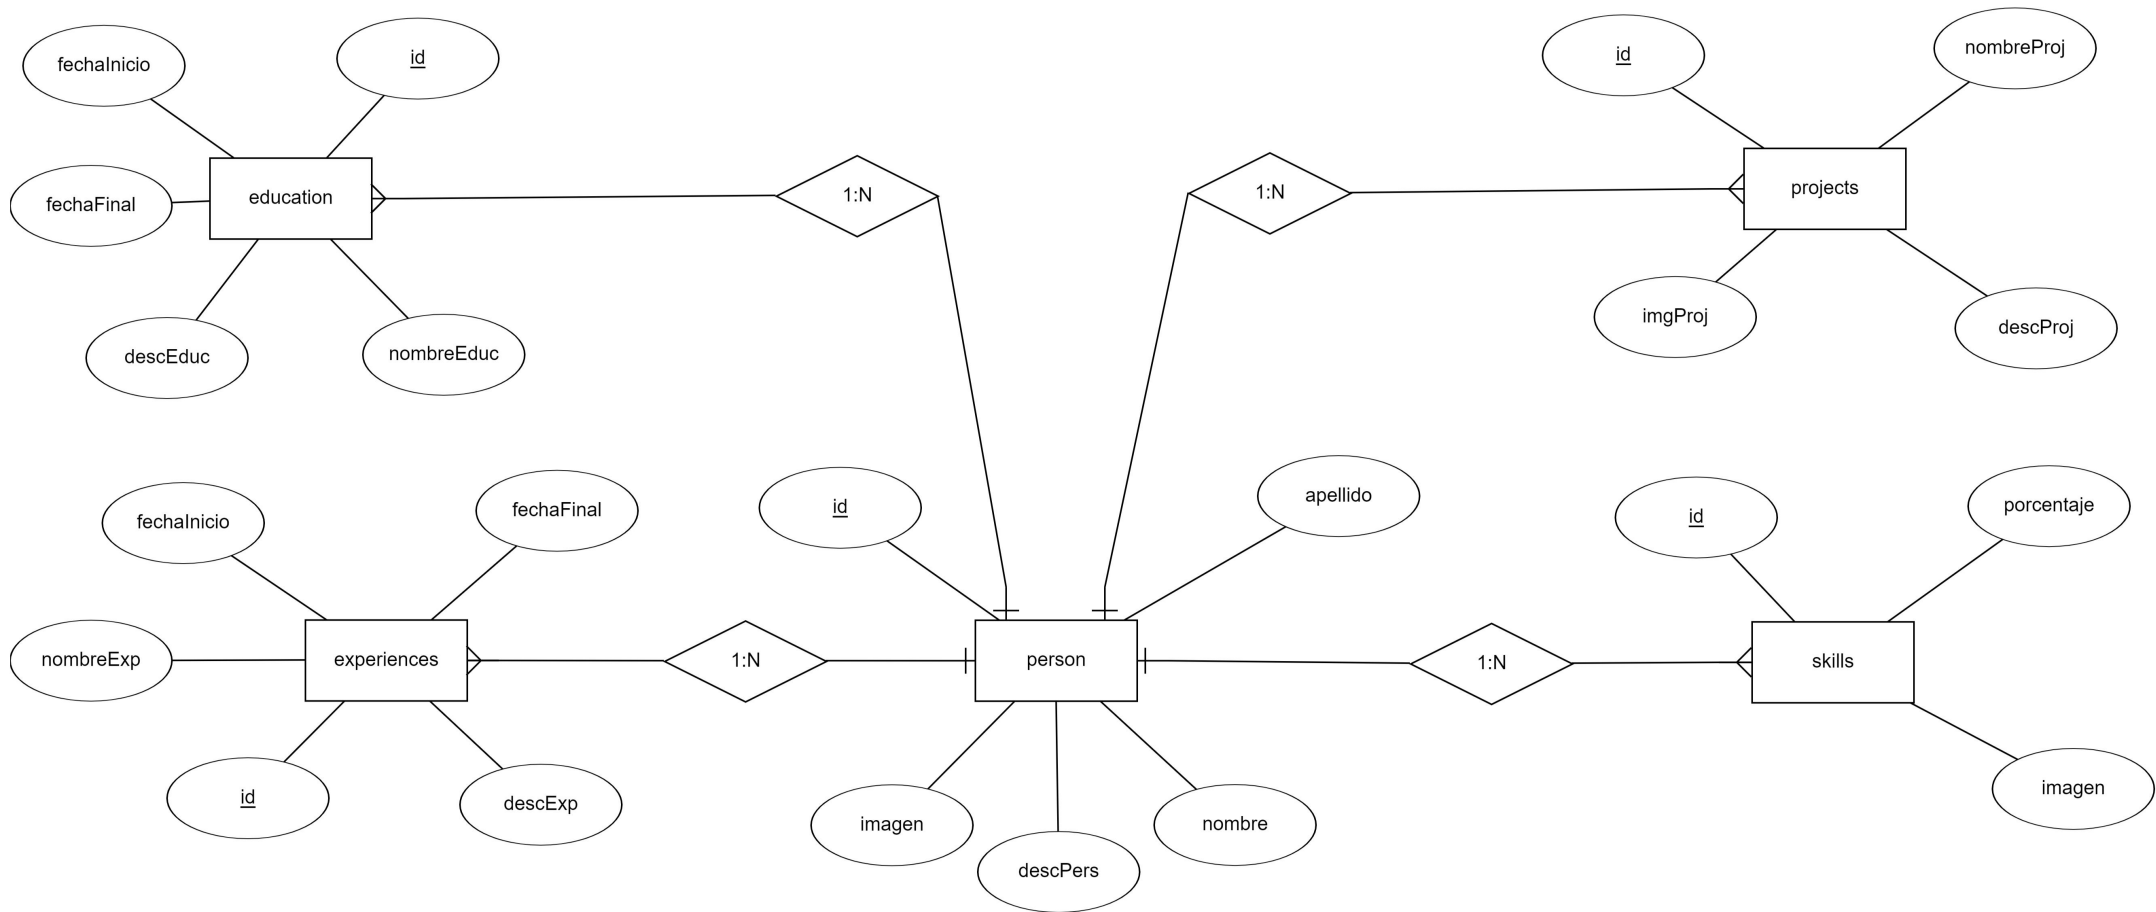 fechaInicio
id
id
nombreProj
fechaFinal
education
1:N
1:N
projects
descEduc
nombreEduc
imgProj
descProj
fechaInicio
fechaFinal
id
apellido
id
porcentaje
nombreExp
experiences
1:N
person
1:N
skills
id
descExp
imagen
descPers
nombre
imagen